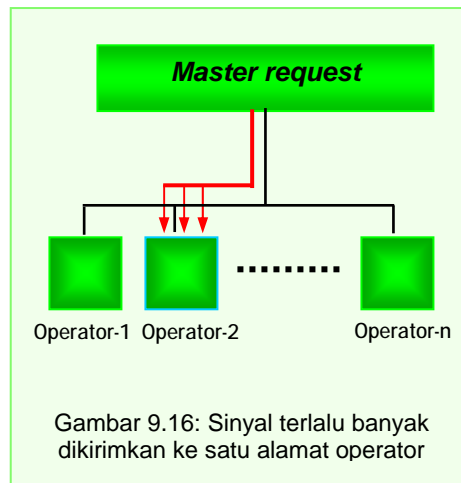 Master request
Operator-1 Operator-2 Operator-n
Gambar 9.16: Sinyal terlalu banyak
dikirimkan ke satu alamat operator